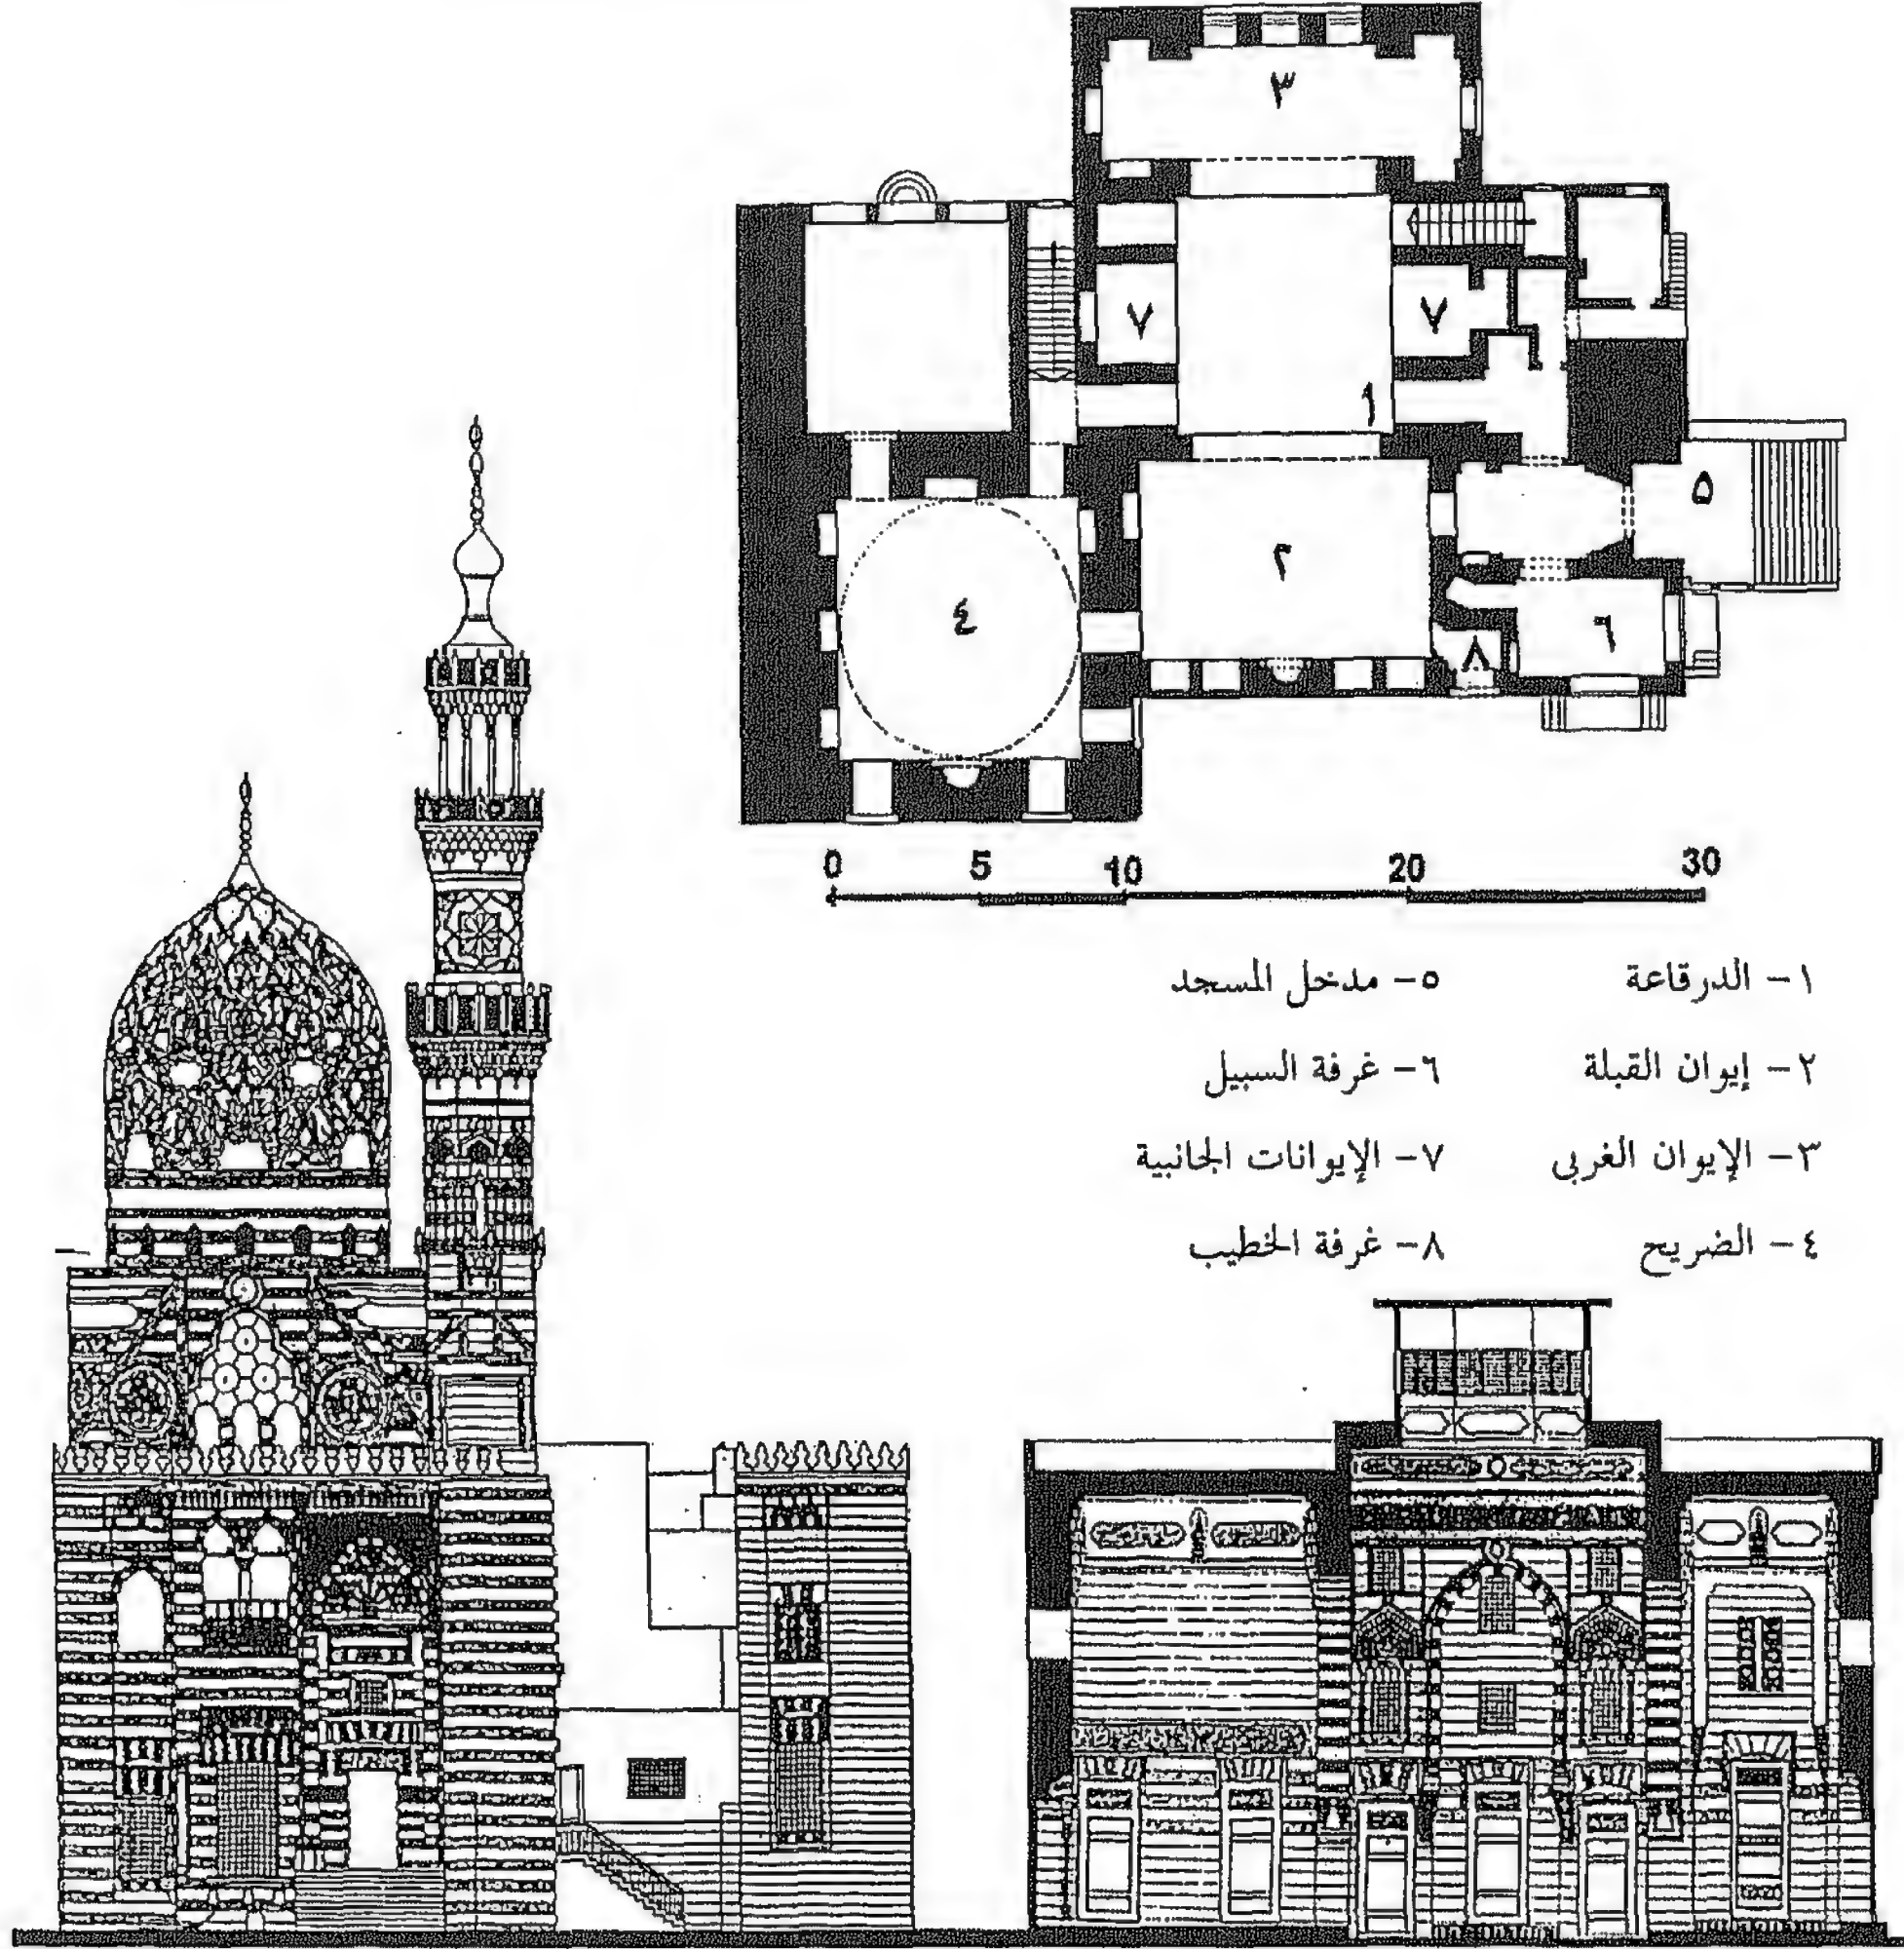 ٣
٧ ٧
١
٥
٢
٤
٦
٨
0 5 10 20 30
١- الدرقاعة
٢- إيوان القبلة
٣- الإيوان الغربى
٤- الضريح
٥- مدخل المسجد
٦- غرفة السبيل
٧- الإيوانات الجانبية
٨- غرفة الخطيب